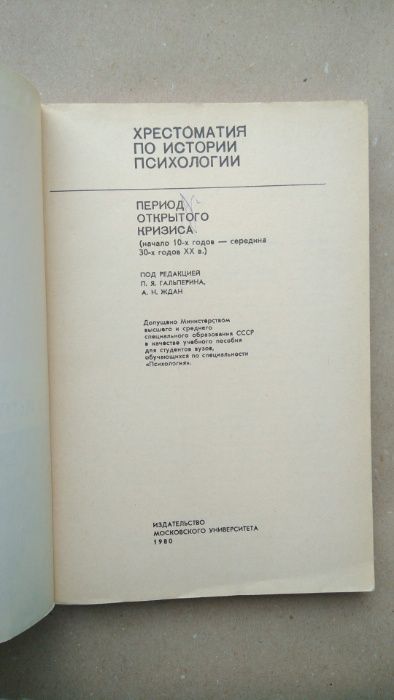 ХРЕСТОМАТИЯ
ПО ИСТОРИИ
ПСИХОЛОГИИ
ПЕРИОД
ОТКРЫТОГО
КРИЗИСА
(начало 10-х годов — середина
30-х годов XX в.)
ПОД РЕДАКЦИЕЙ
П. Я. ГАЛЬПЕРИНА,
А. Н. ЖДАН
Допущено Министерством
высшего и среднего
специального образования СССР
в качестве учебного пособия
для студентов вузов,
обучающихся по специальности
«Психология».
ИЗДАТЕЛЬСТВО
МОСКОВСКОГО УНИВЕРСИТЕТА
1980